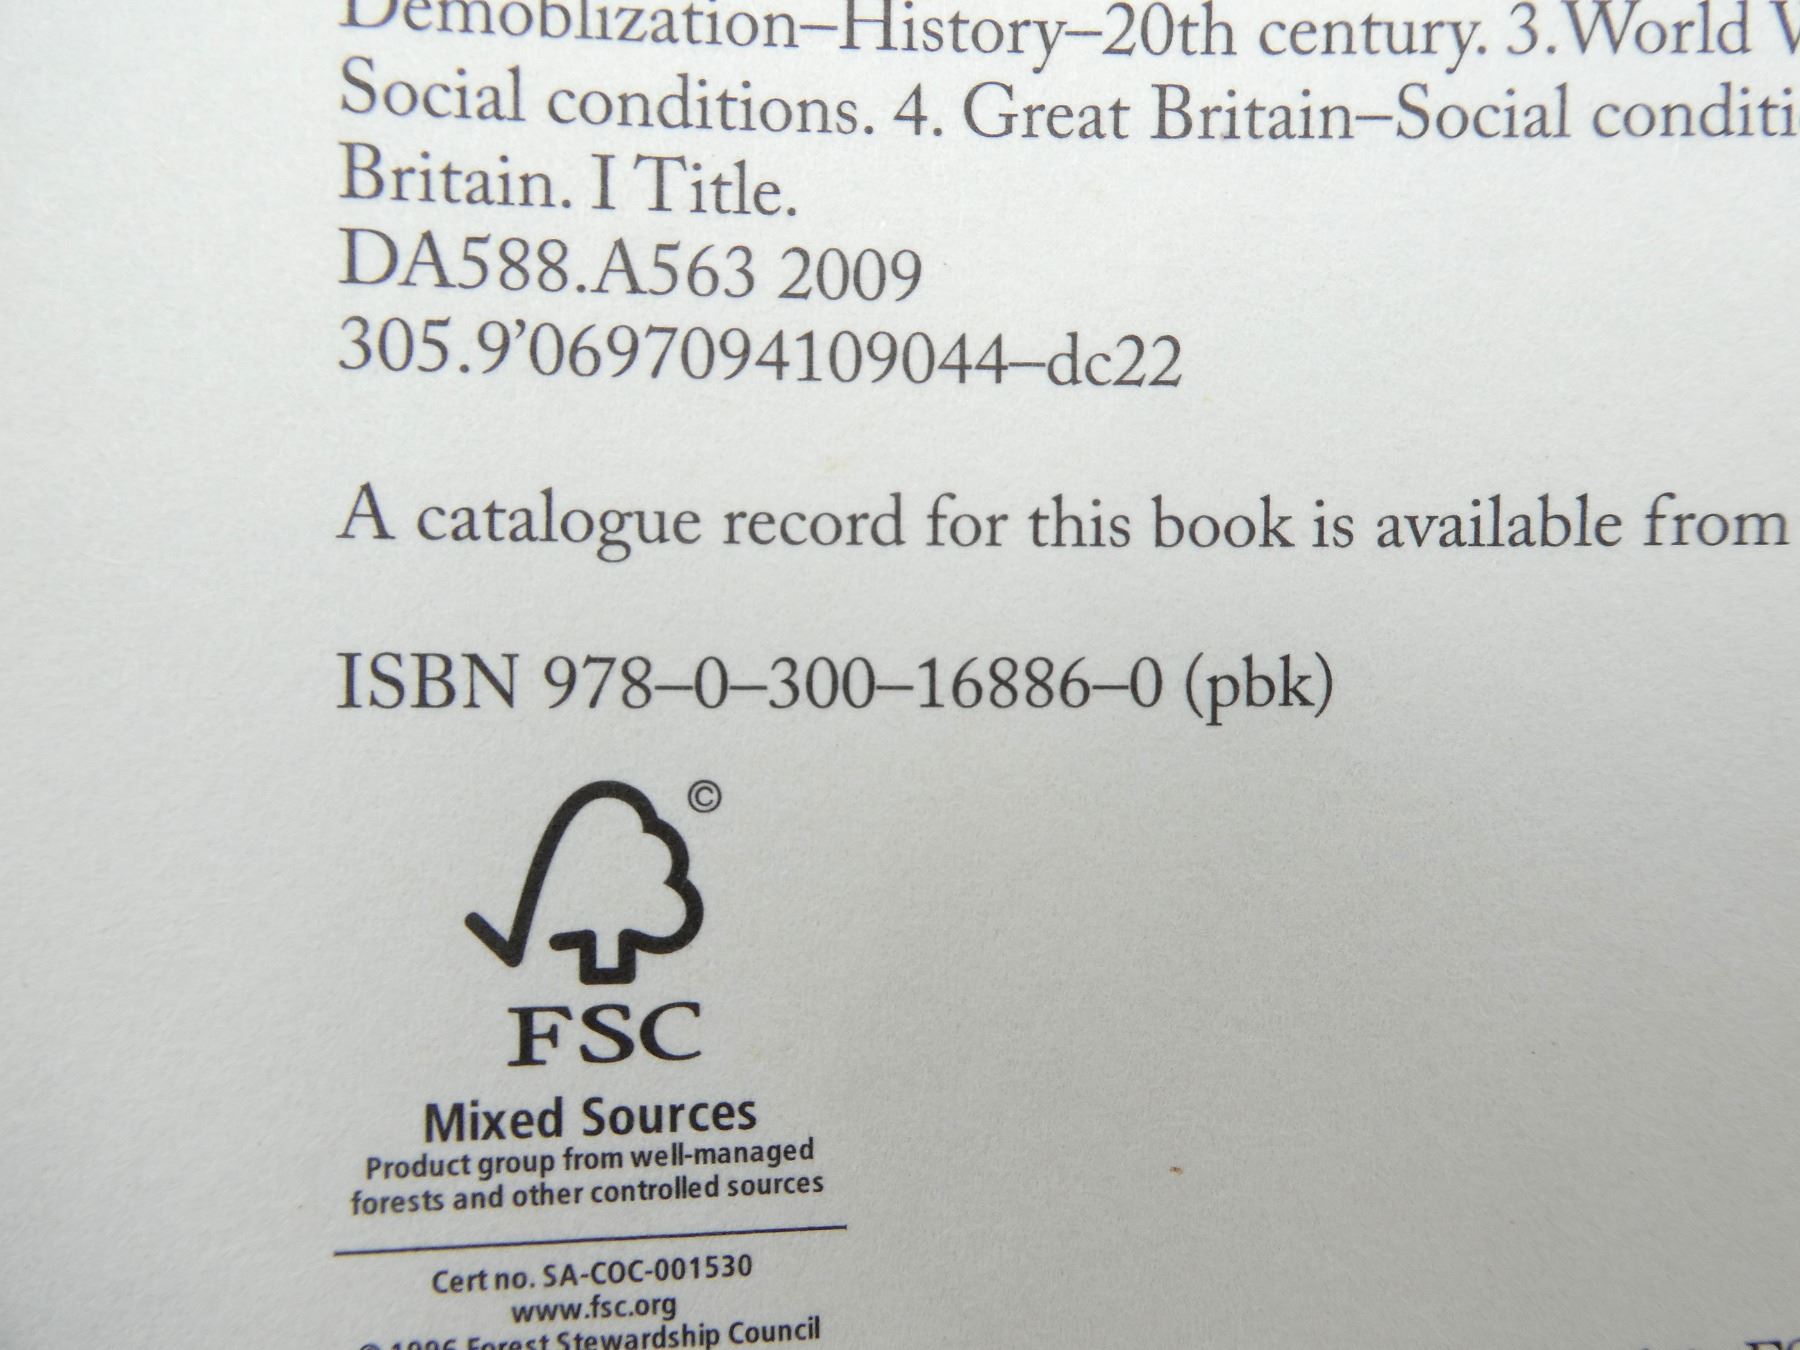 Demoblization–History–20th century. 3.World
Social conditions. 4. Great Britain–Social conditi
Britain. I Title.
DA588.A563 2009
305.9’0697094109044–dc22
A catalogue record for this book is available from
ISBN 978–0–300–16886–0 (pbk)
©
FSC
Mixed Sources
Product group from well-managed
forests and other controlled sources
Cert no. SA-COC-001530
www.fsc.org
© 1996 Forest Stewardship Council